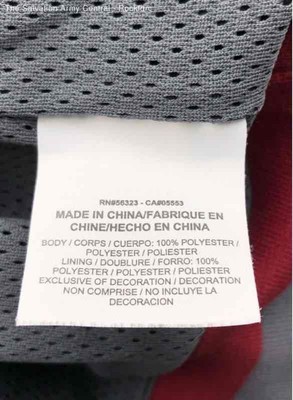 The Salvation Army Central - Rockford
RN#56323 - CA#05553
MADE IN CHINA/FABRIQUE EN
CHINE/HECHO EN CHINA
BODY / CORPS / CUERPO: 100% POLYESTER /
POLYESTER / POLIESTER
LINING / DOUBLURE / FORRO: 100%
POLYESTER / POLYESTER / POLIESTER
EXCLUSIVE OF DECORATION / DECORATION
NON COMPRISE / NO INCLUYE LA
DECORACION